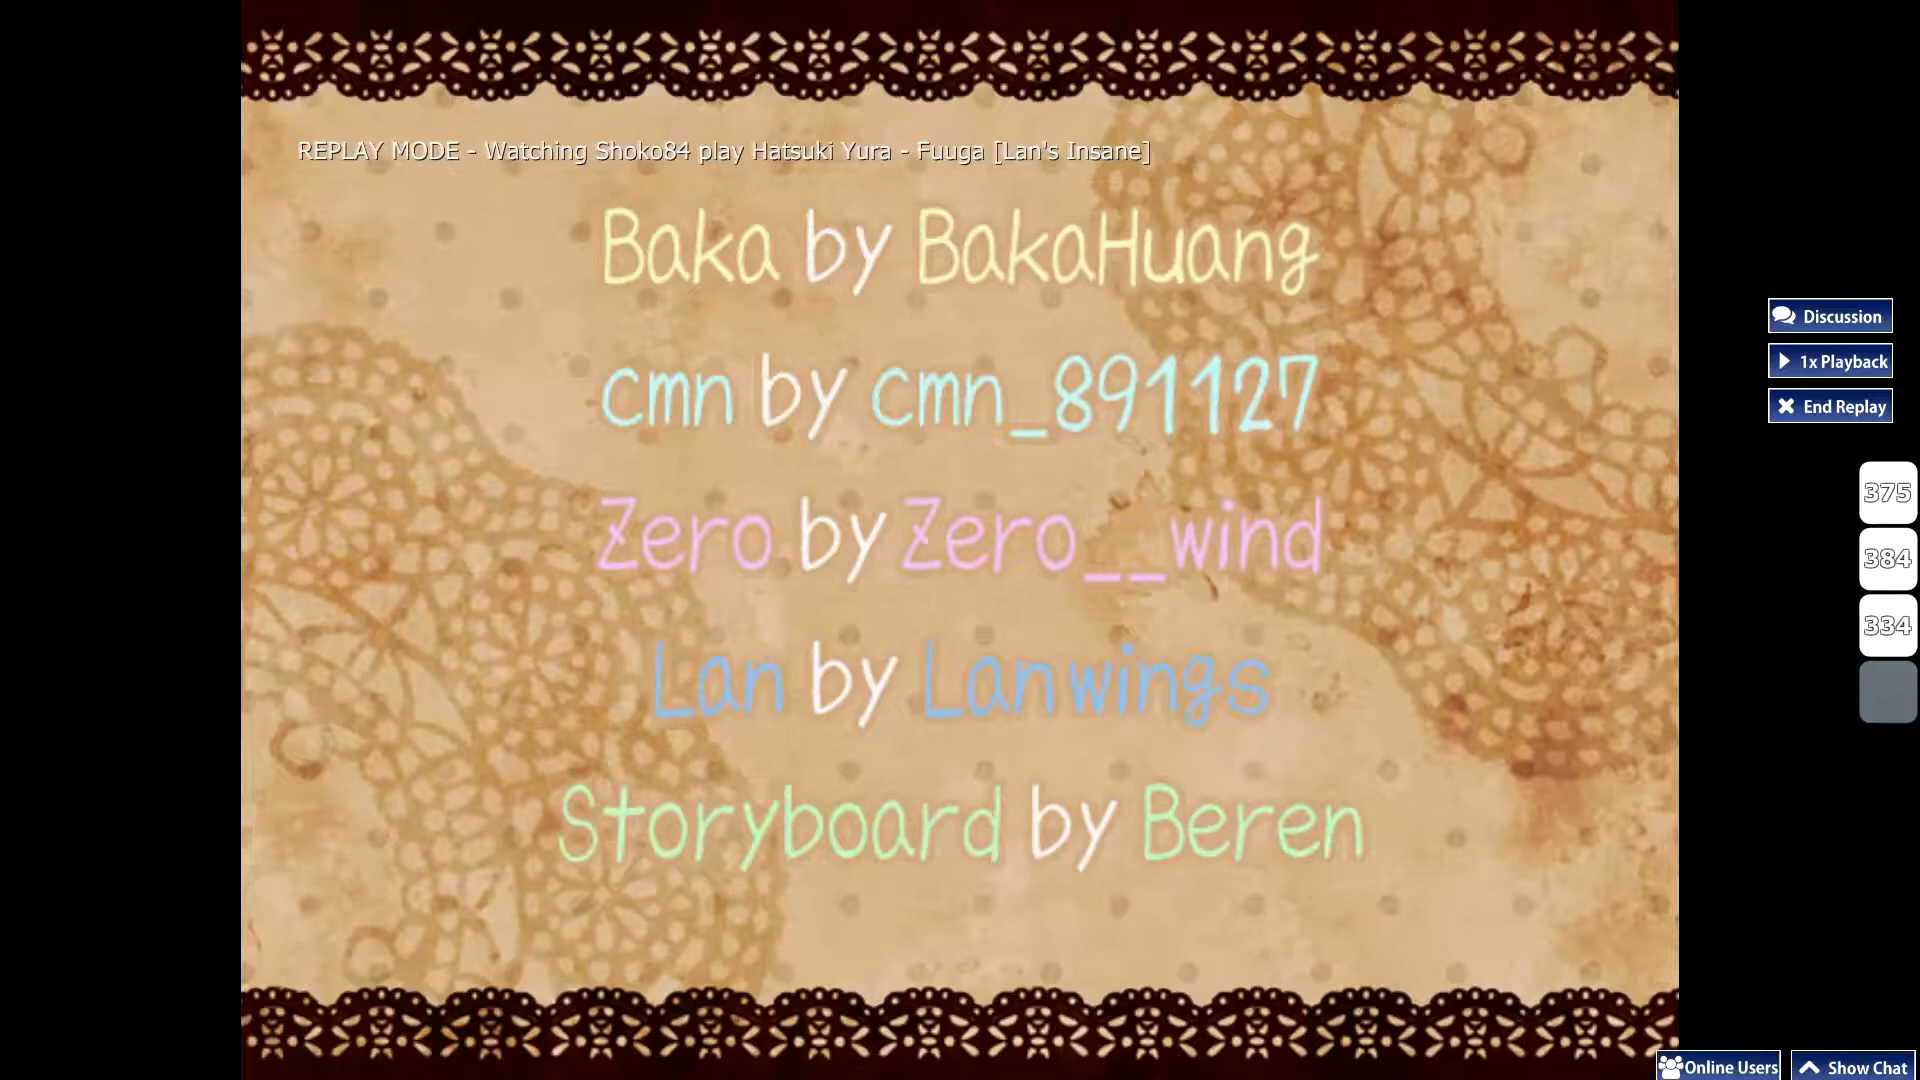 REPLAY MODE - Watching Shoko84 play Hatsuki Yura - Fuuga [Lan's Insane]
Baka by BakaHuang
cmn by cmn_891127
Zero by Zero__wind
Lan by Lanwings
Storyboard by Beren
Discussion
1x Playback
End Replay
375
384
334
Online Users
Show Chat